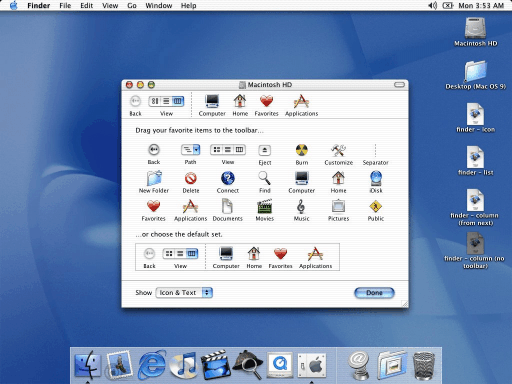 Finder File Edit View Go Window Help
Mon 3:53 AM
Macintosh HD
Back View Computer Home Favorites Applications
Drag your favorite items to the toolbar...
Back Path View Eject Burn Customize Separator
New Folder Delete Connect Find Computer Home iDisk
Favorites Applications Documents Movies Music Pictures Public
...or choose the default set.
Back View Computer Home Favorites Applications
Show Icon & Text Done
Macintosh HD
Desktop (Mac OS 9)
finder - icon
finder - list
finder - column
(from next)
finder - column (no
toolbar)